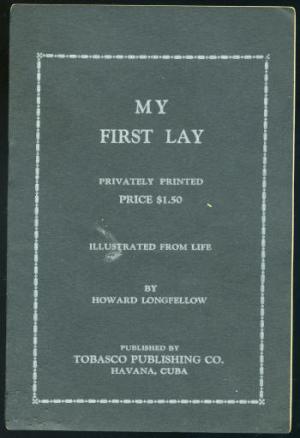 MY
FIRST LAY
PRIVATELY PRINTED
PRICE $1.50
ILLUSTRATED FROM LIFE
BY
HOWARD LONGFELLOW
PUBLISHED BY
TOBASCO PUBLISHING CO.
HAVANA, CUBA